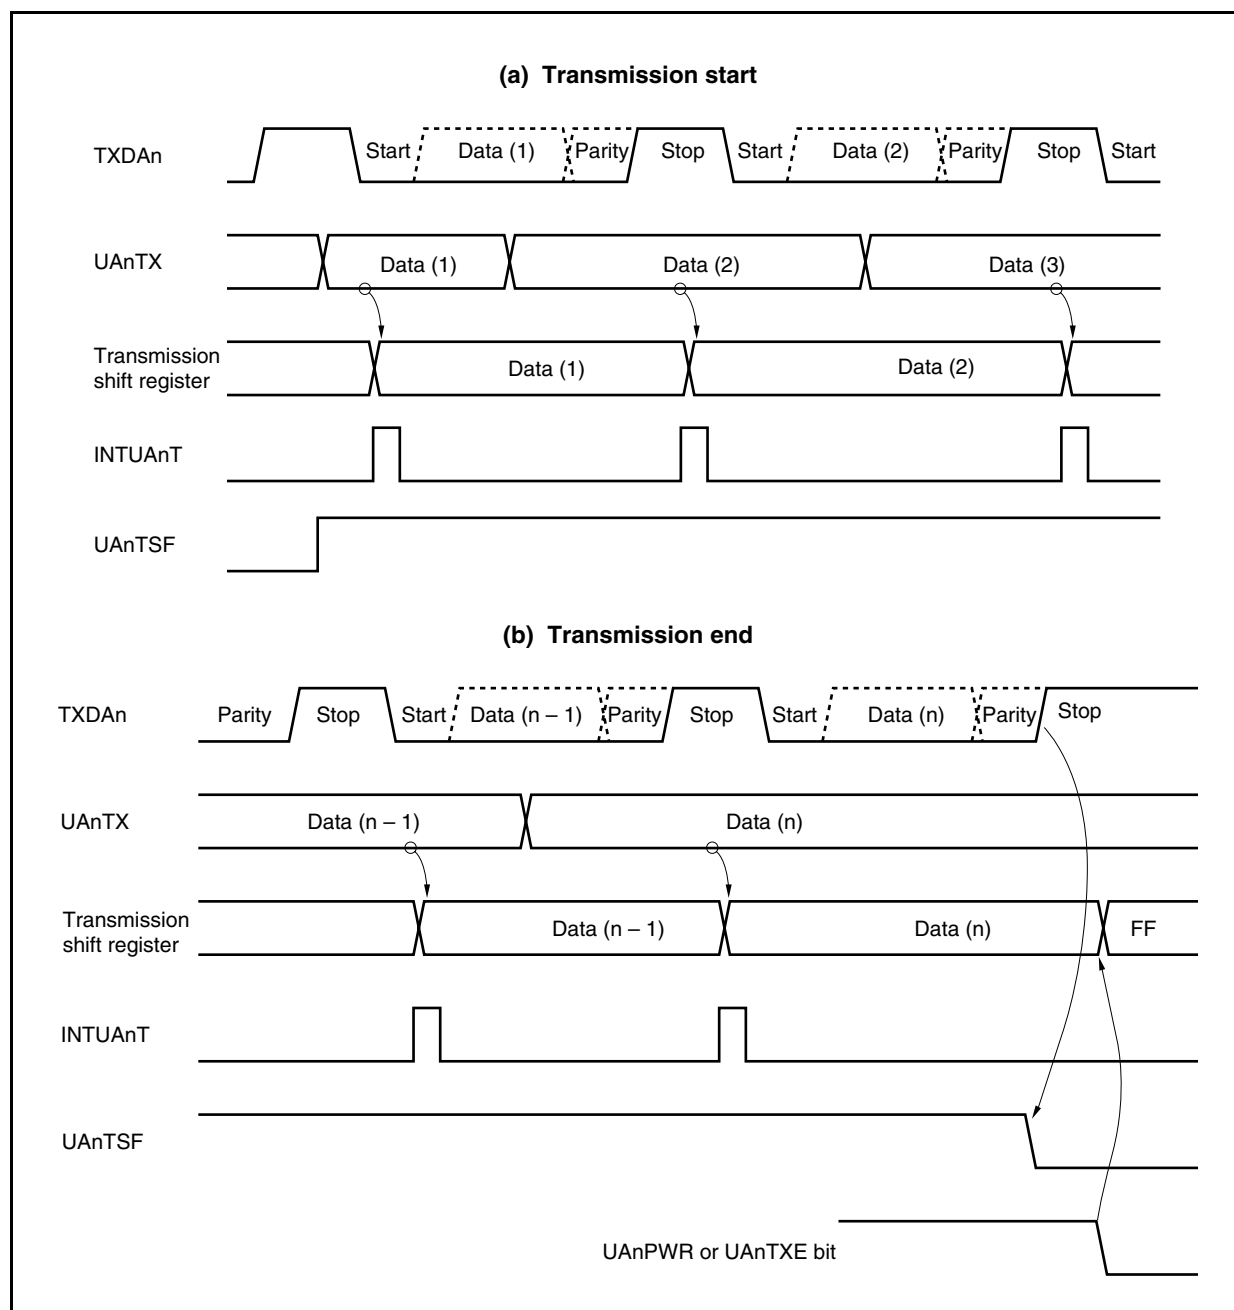 (a) Transmission start
TXDAn
Start Data (1) Parity Stop Start Data (2) Parity Stop Start
UAnTX
Data (1) Data (2) Data (3)
Transmission
shift register
Data (1) Data (2)
INTUAnT
UAnTSF
(b) Transmission end
TXDAn
Parity Stop Start Data (n – 1) Parity Stop Start Data (n) Parity Stop
UAnTX
Data (n – 1) Data (n)
Transmission
shift register
Data (n – 1) Data (n) FF
INTUAnT
UAnTSF
UAnPWR or UAnTXE bit